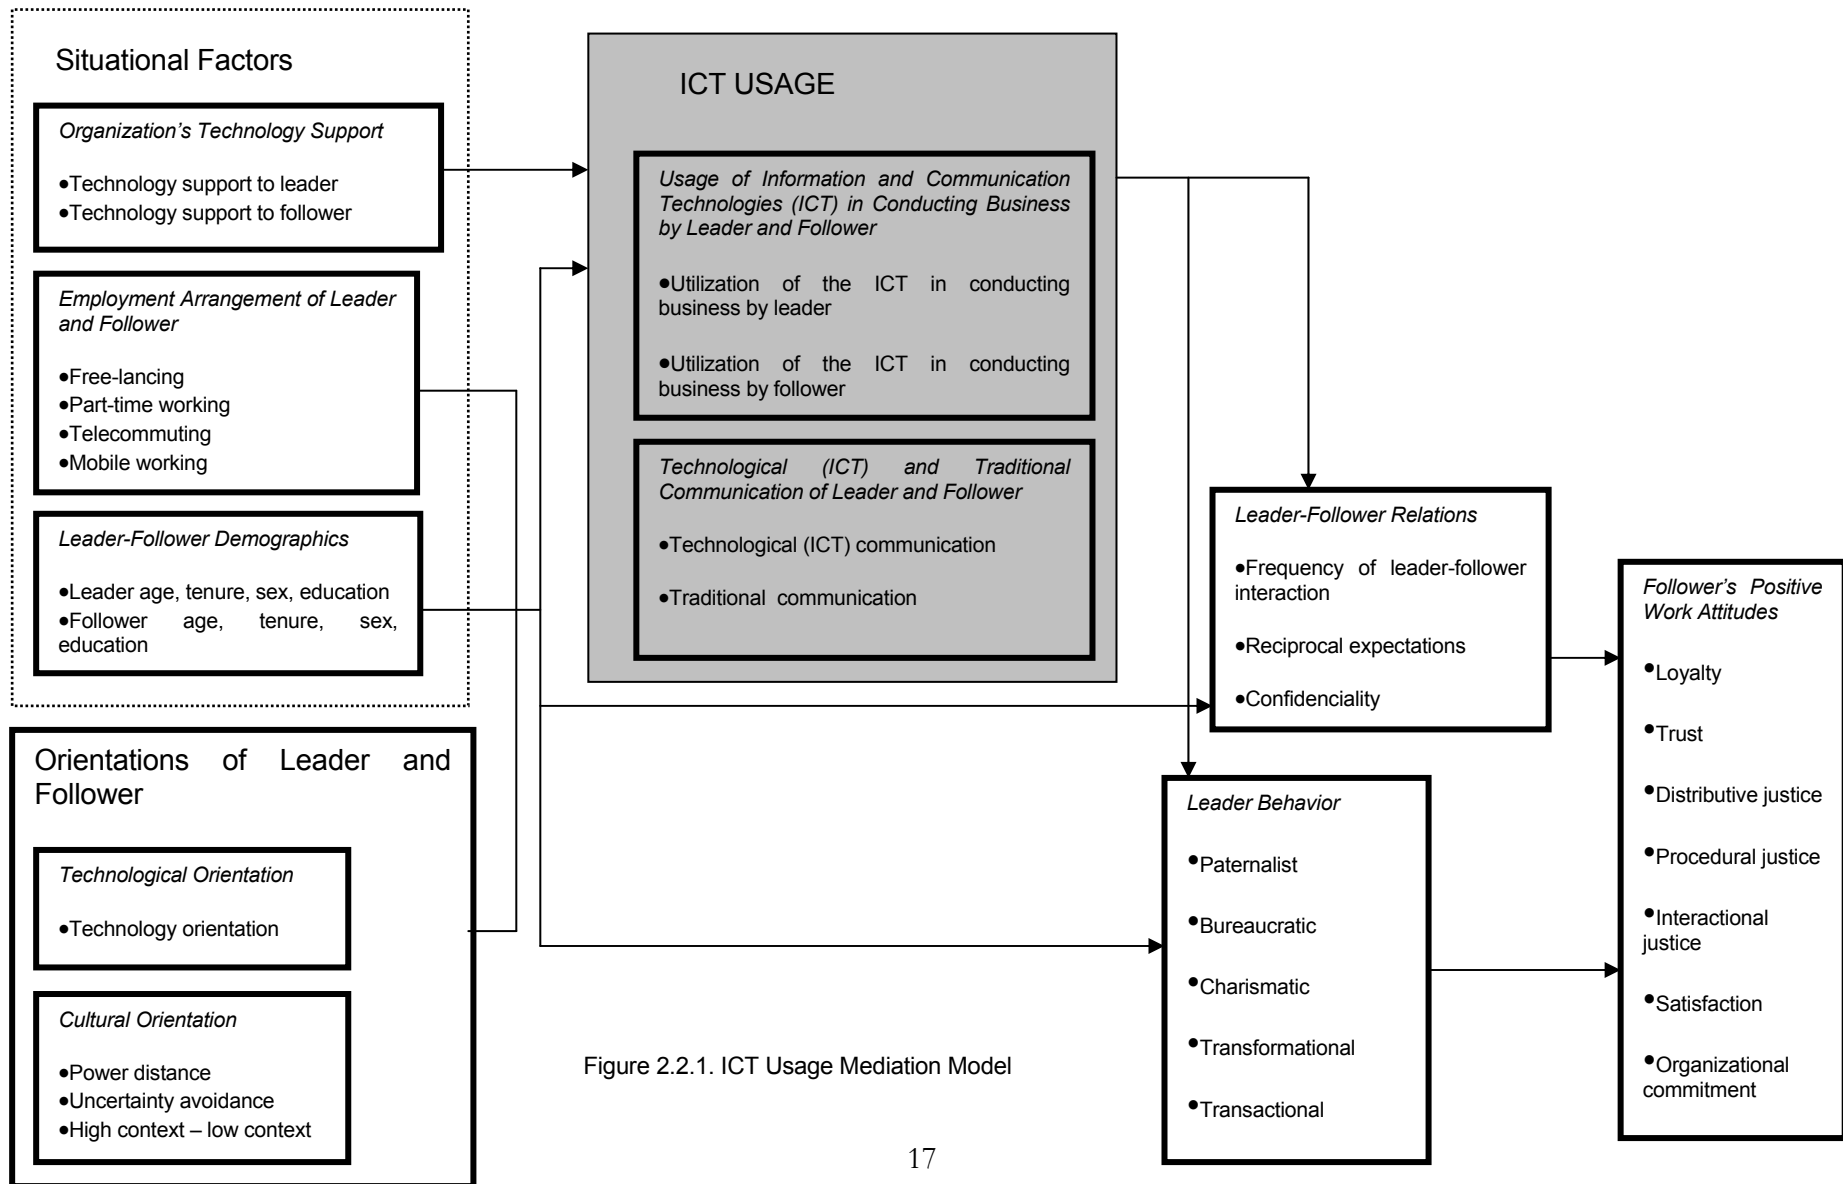 Situational Factors
Organization's Technology Support
•Technology support to leader
•Technology support to follower
Employment Arrangement of Leader
and Follower
•Free-lancing
•Part-time working
•Telecommuting
•Mobile working
Leader-Follower Demographics
•Leader age, tenure, sex, education
•Follower age, tenure, sex,
education
Orientations of Leader and
Follower
Technological Orientation
•Technology orientation
Cultural Orientation
•Power distance
•Uncertainty avoidance
•High context – low context
ICT USAGE
Usage of Information and Communication
Technologies (ICT) in Conducting Business
by Leader and Follower
•Utilization of the ICT in conducting
business by leader
•Utilization of the ICT in conducting
business by follower
Technological (ICT) and Traditional
Communication of Leader and Follower
•Technological (ICT) communication
•Traditional communication
Leader-Follower Relations
•Frequency of leader-follower
interaction
•Reciprocal expectations
•Confidenciality
Leader Behavior
•Paternalist
•Bureaucratic
•Charismatic
•Transformational
•Transactional
Follower's Positive
Work Attitudes
•Loyalty
•Trust
•Distributive justice
•Procedural justice
•Interactional
justice
•Satisfaction
•Organizational
commitment
Figure 2.2.1. ICT Usage Mediation Model
17